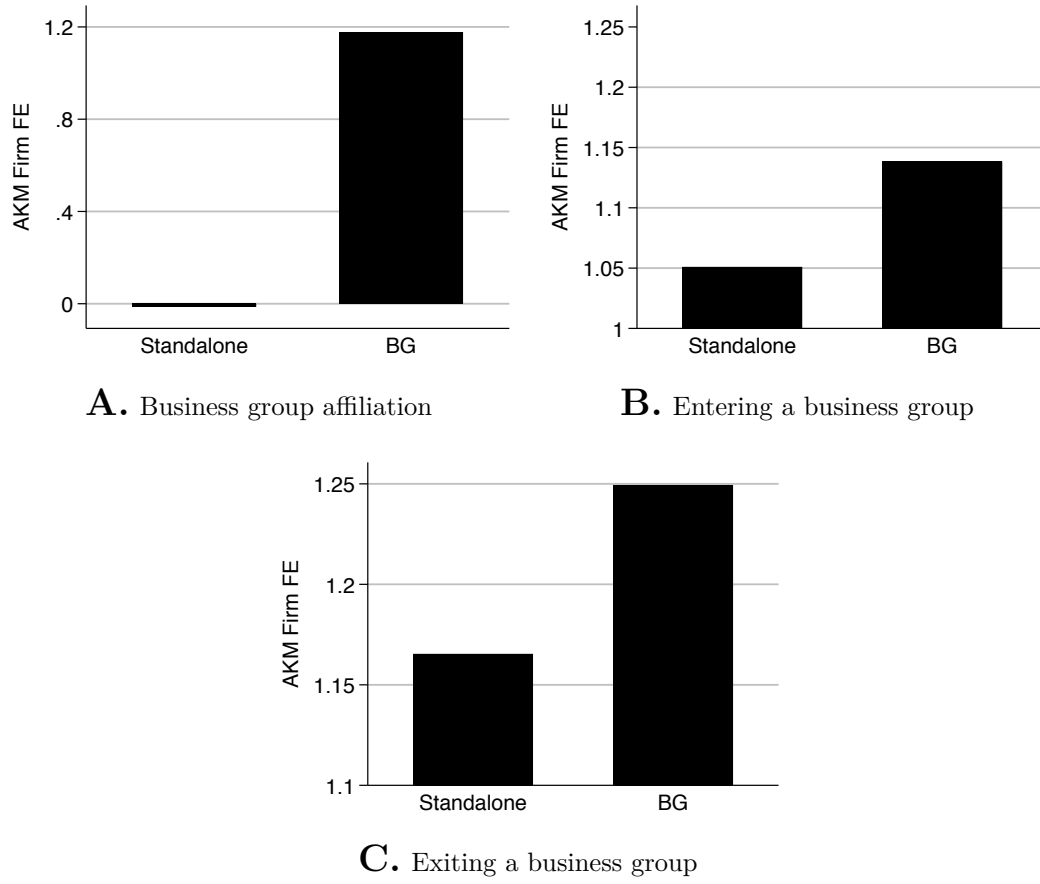 AKM Firm FE
1.2
.8
.4
0
Standalone BG
A. Business group affiliation
AKM Firm FE
1.25
1.2
1.15
1.1
1.05
1
Standalone BG
B. Entering a business group
AKM Firm FE
1.25
1.2
1.15
1.1
Standalone BG
C. Exiting a business group